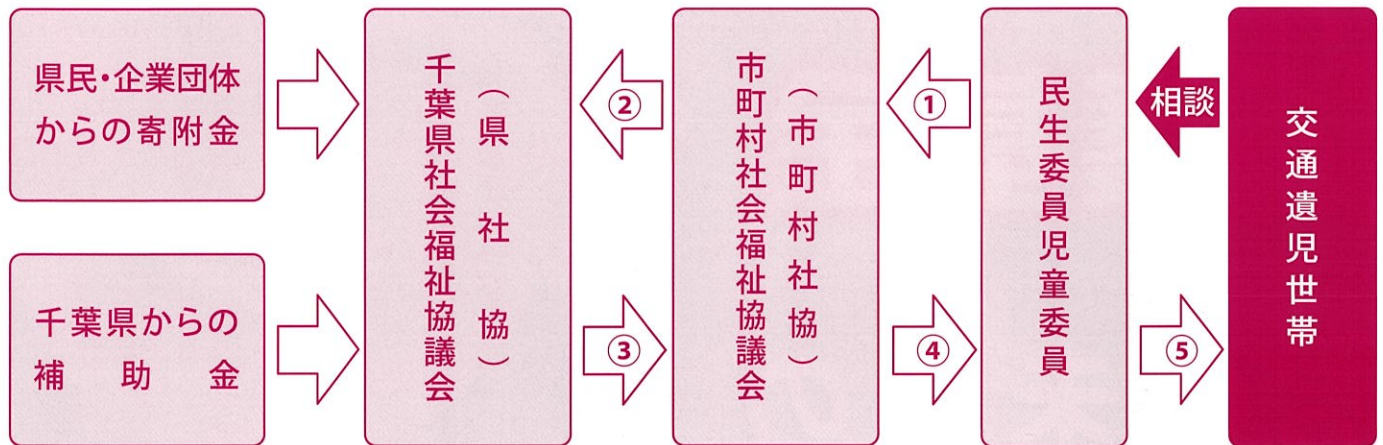 県民・企業団体
からの寄附金
千葉県からの
補助金
千葉県社会福祉協議会
（県社協）
②
③
市町村社会福祉協議会
（市町村社協）
①
④
民生委員児童委員
相談
⑤
交通遺児世帯